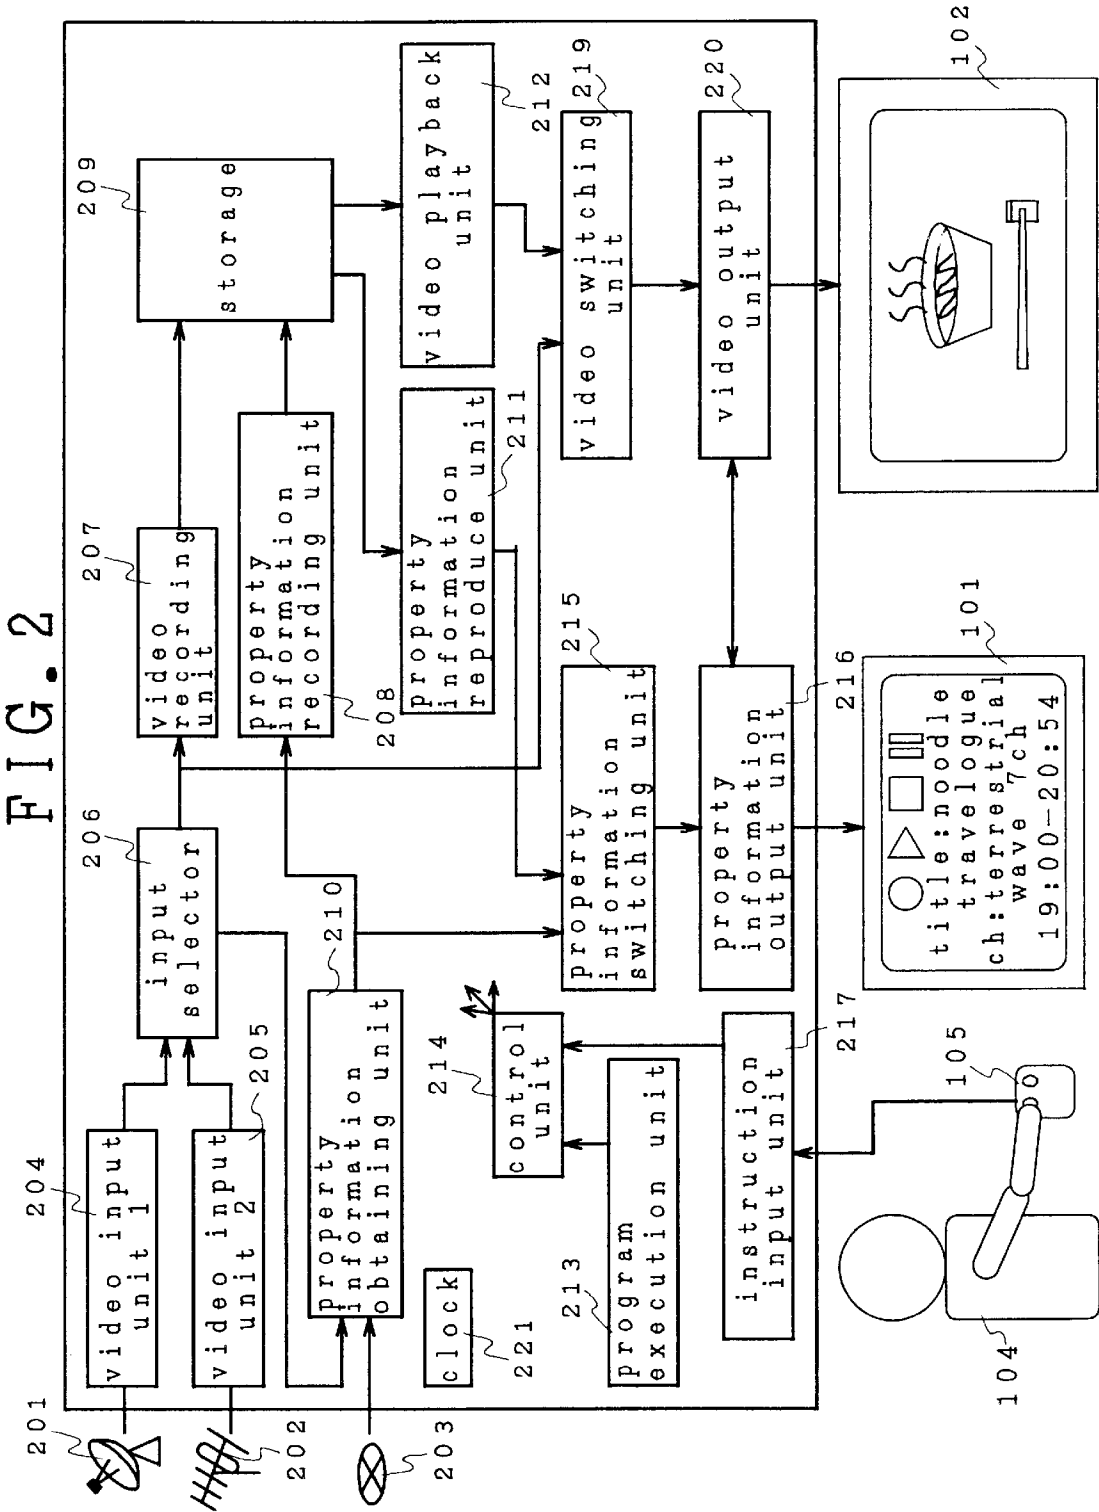 FIG.2
201
202
203
204
video input
unit 1
video input
unit 2
205
206
input
selector
207
video
recording
unit
property
information
recording unit
208
209
storage
210
property
information
obtaining unit
property
information
reproduce unit
211
video playback
unit
212
clock
221
213
program
execution unit
214
control
unit
215
property
information
switching unit
video switching
unit
219
instruction
input unit
217
property
information
output unit
216
video output
unit
220
104
105
101
title:noodle
travelogue
ch:terrestrial
wave 7ch
19:00-20:54
102